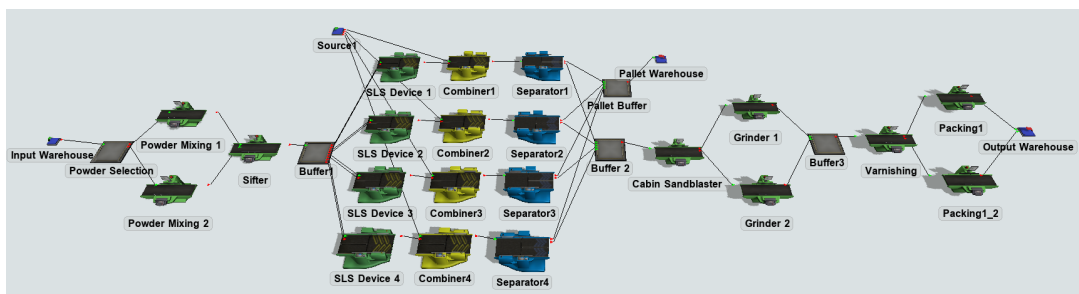 Source1
SLS Device 1
Combiner1
Separator1
Pallet Warehouse
Pallet Buffer
Input Warehouse
Powder Selection
Powder Mixing 1
Powder Mixing 2
Sifter
Buffer1
SLS Device 2
Combiner2
Separator2
SLS Device 3
Combiner3
Separator3
SLS Device 4
Combiner4
Separator4
Buffer 2
Cabin Sandblaster
Grinder 1
Grinder 2
Buffer3
Varnishing
Packing1
Packing1_2
Output Warehouse